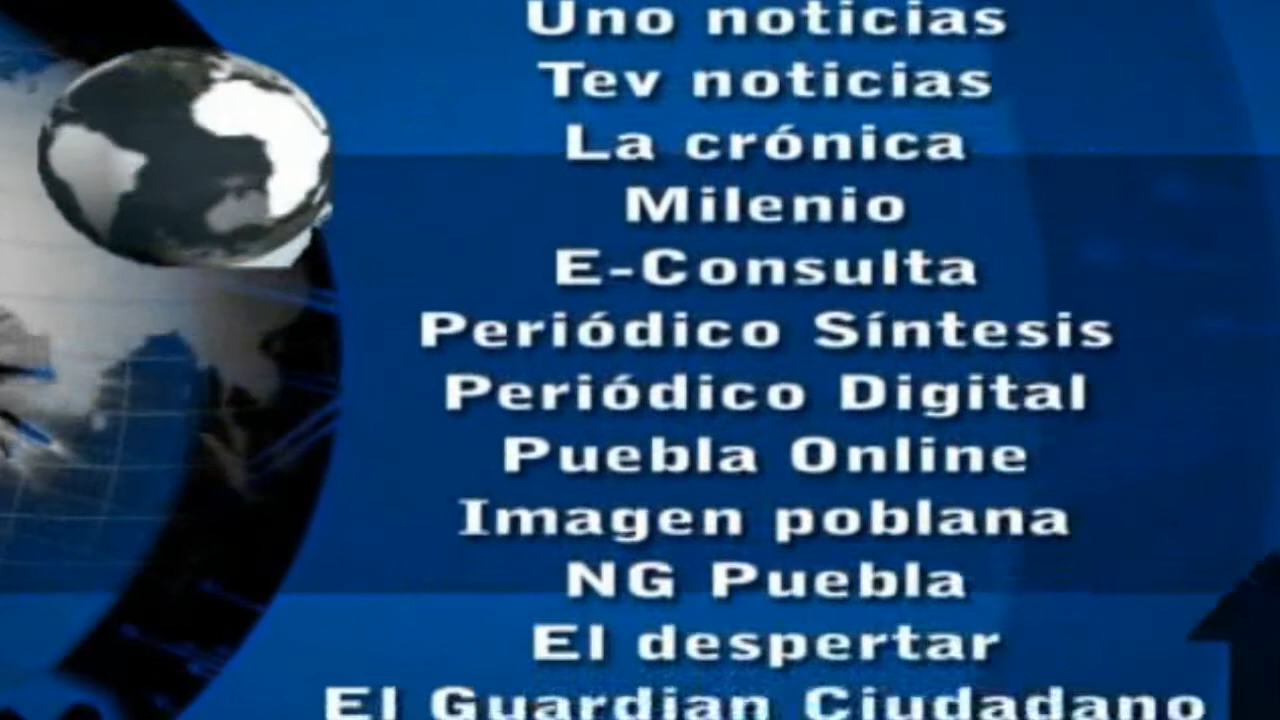 Uno noticias
Tev noticias
La crónica
Milenio
E-Consulta
Periódico Síntesis
Periódico Digital
Puebla Online
Imagen poblana
NG Puebla
El despertar
El Guardian Ciudadano